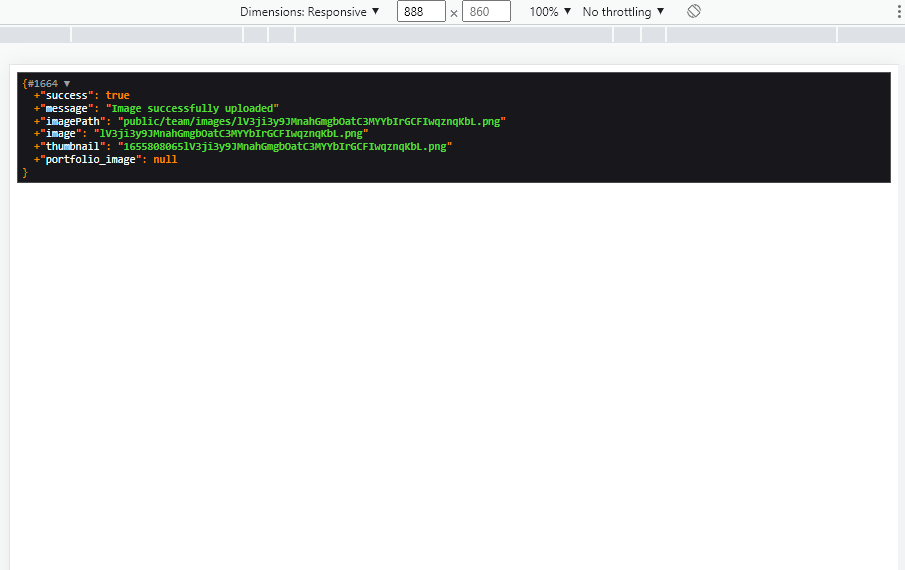 Dimensions: Responsive ▼ 888 × 860 100% ▼ No throttling ▼
{#1664 ▼
+"success": true
+"message": "Image successfully uploaded"
+"imagePath": "public/team/images/lV3ji3y9JMnahGmgbOatC3MYYbIrGCFIwqznqKbL.png"
+"image": "lV3ji3y9JMnahGmgbOatC3MYYbIrGCFIwqznqKbL.png"
+"thumbnail": "1655808065lV3ji3y9JMnahGmgbOatC3MYYbIrGCFIwqznqKbL.png"
+"portfolio_image": null
}